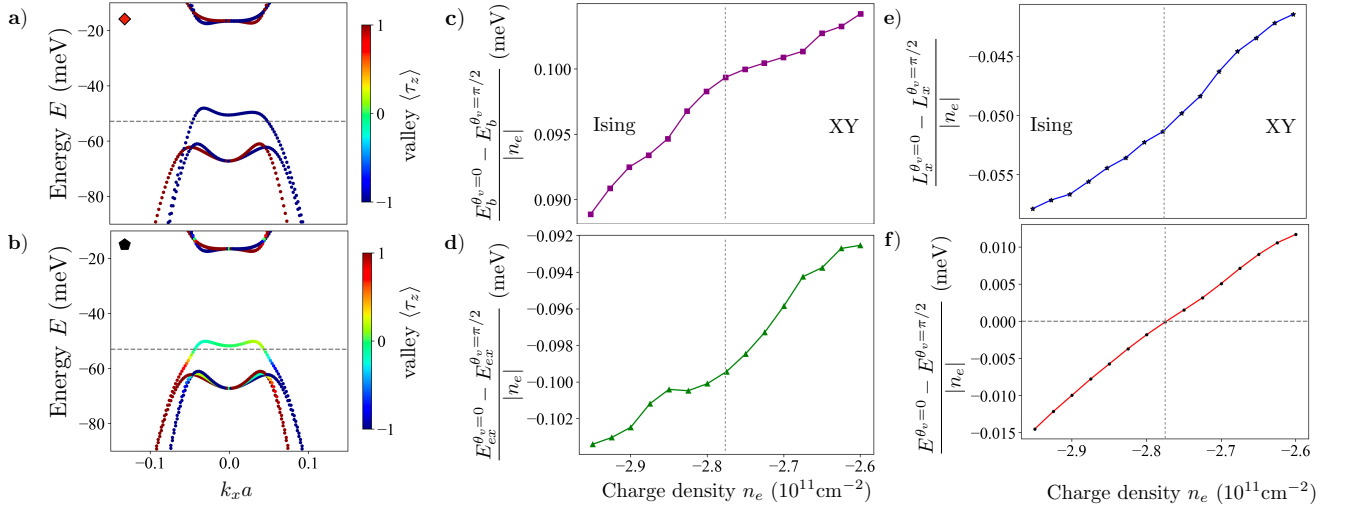 a)
Energy E (meV)
−20
−40
−60
−80
1
0
−1
valley ⟨τz⟩
b)
Energy E (meV)
−20
−40
−60
−80
−0.1
0.0
0.1
kxa
1
0
−1
valley ⟨τz⟩
c)
(E_b^{θv=0} − E_b^{θv=π/2}) / |n_e| (meV)
0.100
0.095
0.090
Ising
XY
d)
(E_ex^{θv=0} − E_ex^{θv=π/2}) / |n_e| (meV)
−0.092
−0.094
−0.096
−0.098
−0.100
−0.102
−2.9
−2.8
−2.7
−2.6
Charge density n_e (10^11 cm^−2)
e)
(L_x^{θv=0} − L_x^{θv=π/2}) / |n_e|
−0.045
−0.050
−0.055
Ising
XY
f)
(E^{θv=0} − E^{θv=π/2}) / |n_e| (meV)
0.010
0.005
0.000
−0.005
−0.010
−0.015
−2.9
−2.8
−2.7
−2.6
Charge density n_e (10^11 cm^−2)